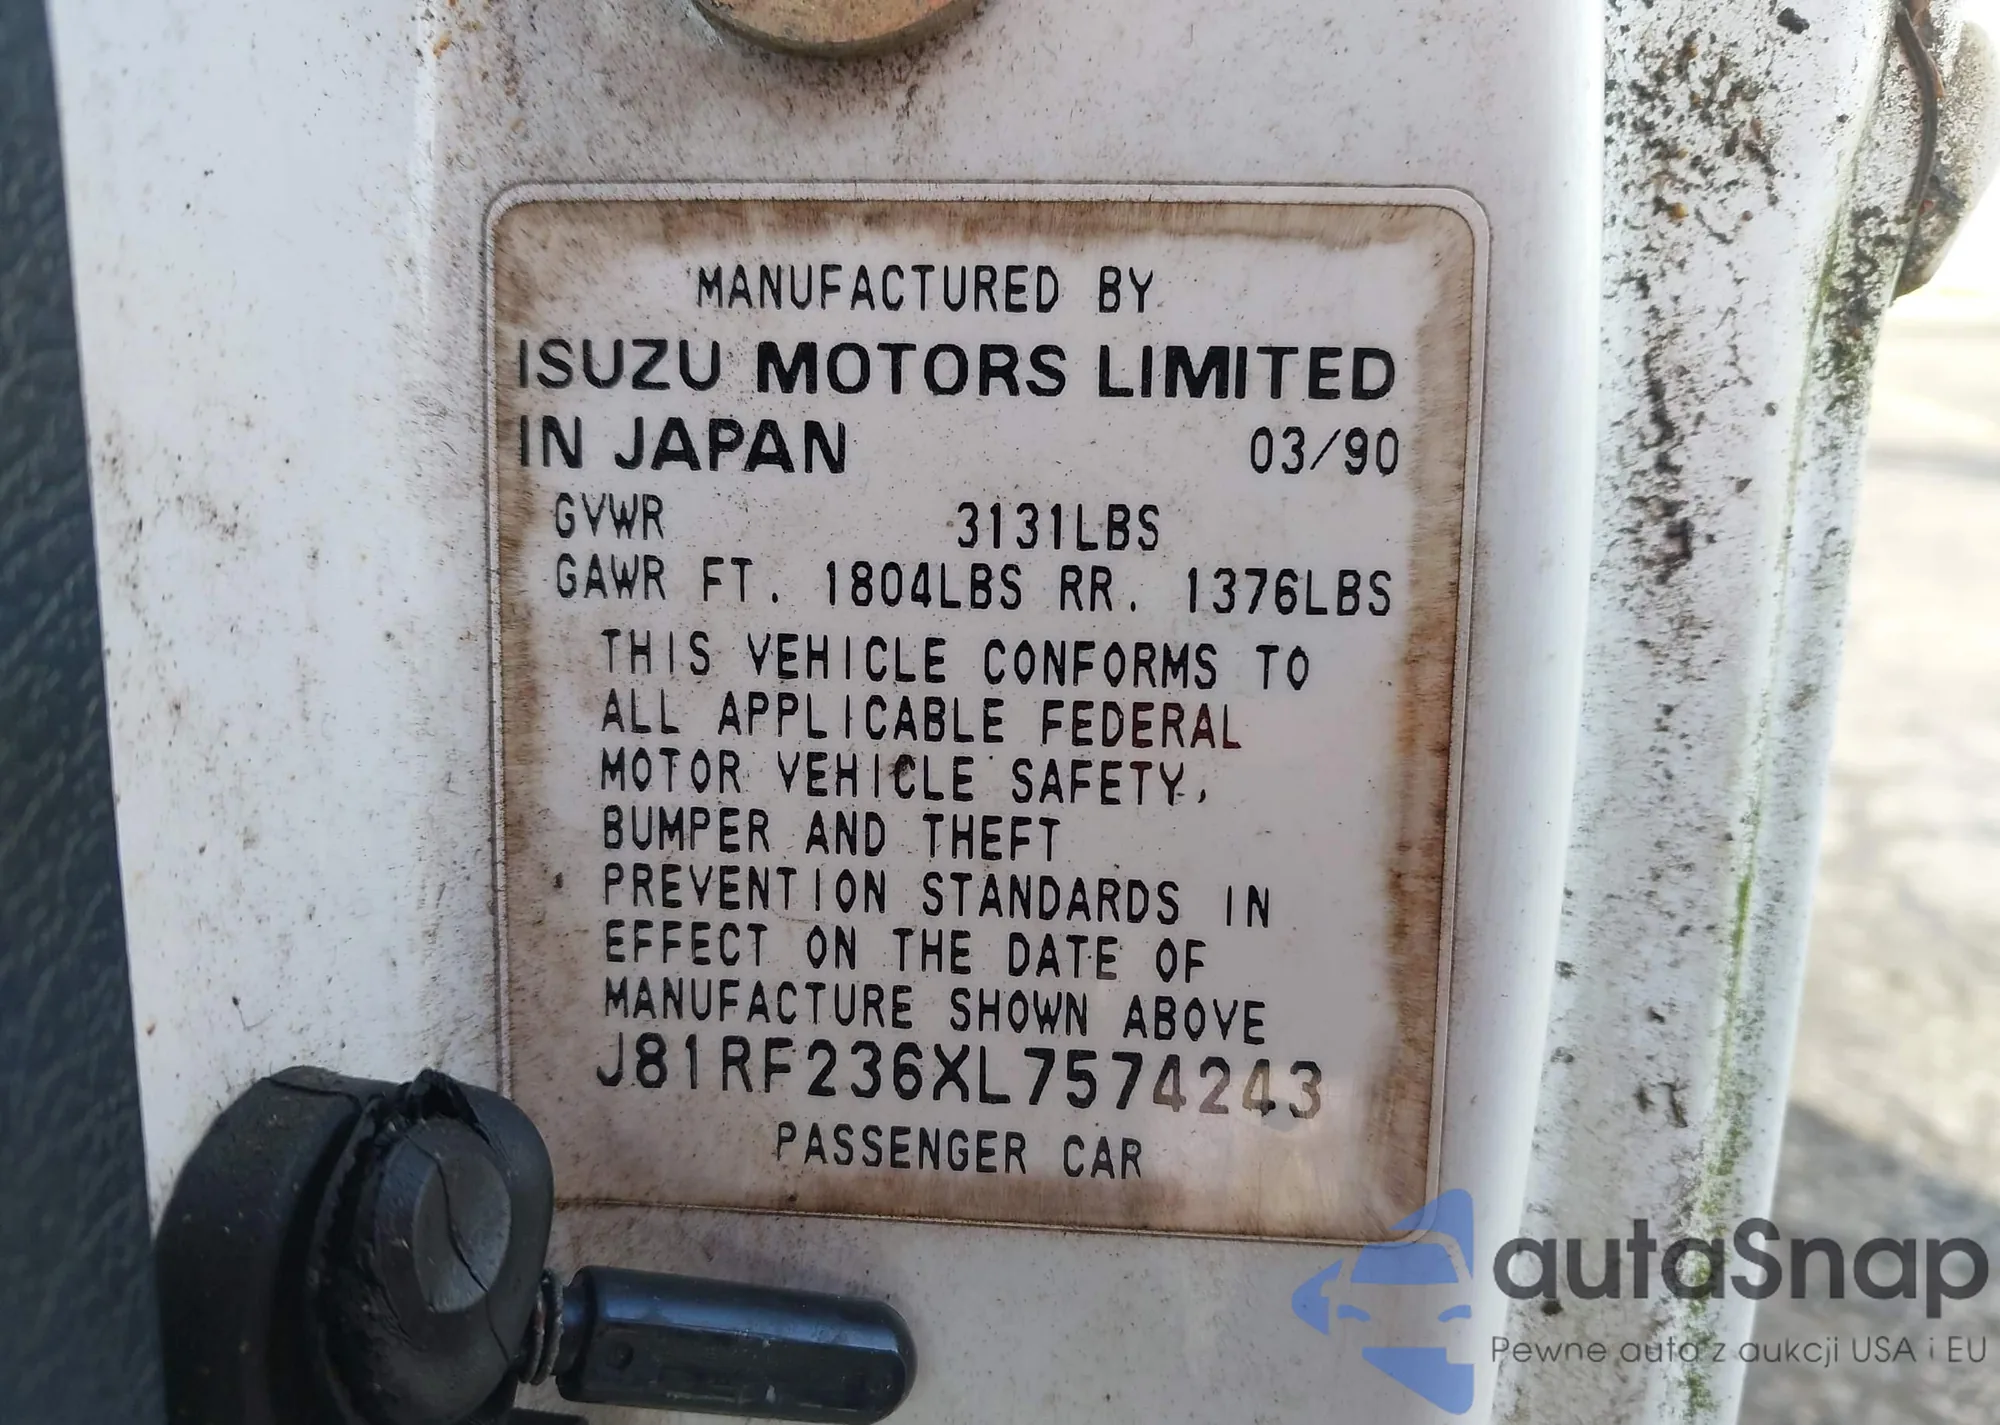 MANUFACTURED BY
ISUZU MOTORS LIMITED
IN JAPAN 03/90
GVWR 3131LBS
GAWR FT. 1804LBS RR. 1376LBS
THIS VEHICLE CONFORMS TO
ALL APPLICABLE FEDERAL
MOTOR VEHICLE SAFETY,
BUMPER AND THEFT
PREVENTION STANDARDS IN
EFFECT ON THE DATE OF
MANUFACTURE SHOWN ABOVE
J81RF236XL7574243
PASSENGER CAR
autaSnap
Pewne auta z aukcji USA i EU